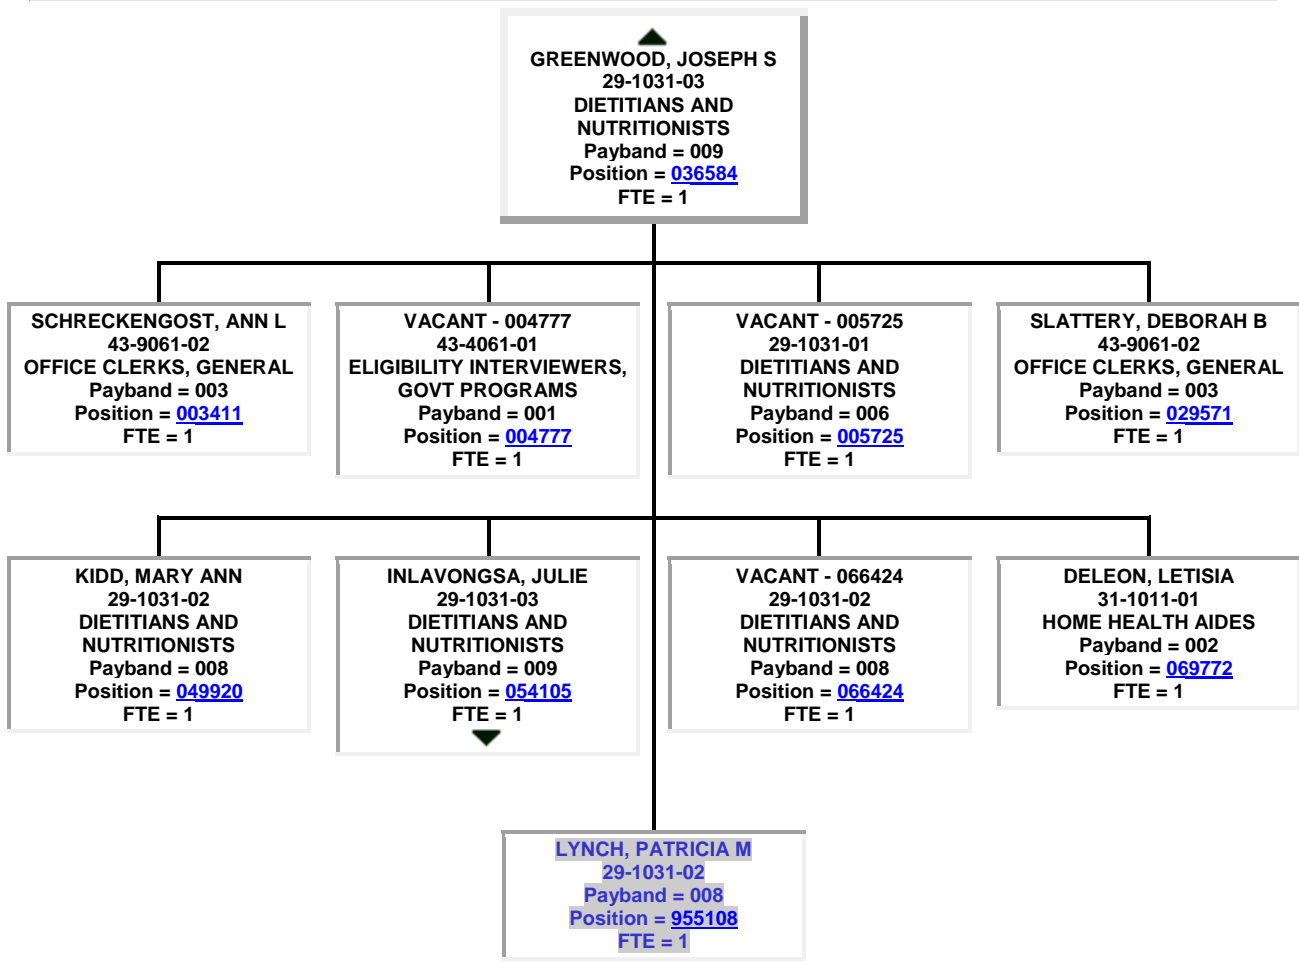 GREENWOOD, JOSEPH S
29-1031-03
DIETITIANS AND
NUTRITIONISTS
Payband = 009
Position = 036584
FTE = 1
SCHRECKENGOST, ANN L
43-9061-02
OFFICE CLERKS, GENERAL
Payband = 003
Position = 003411
FTE = 1
VACANT - 004777
43-4061-01
ELIGIBILITY INTERVIEWERS,
GOVT PROGRAMS
Payband = 001
Position = 004777
FTE = 1
VACANT - 005725
29-1031-01
DIETITIANS AND
NUTRITIONISTS
Payband = 006
Position = 005725
FTE = 1
SLATTERY, DEBORAH B
43-9061-02
OFFICE CLERKS, GENERAL
Payband = 003
Position = 029571
FTE = 1
KIDD, MARY ANN
29-1031-02
DIETITIANS AND
NUTRITIONISTS
Payband = 008
Position = 049920
FTE = 1
INLAVONGSA, JULIE
29-1031-03
DIETITIANS AND
NUTRITIONISTS
Payband = 009
Position = 054105
FTE = 1
VACANT - 066424
29-1031-02
DIETITIANS AND
NUTRITIONISTS
Payband = 008
Position = 066424
FTE = 1
DELEON, LETISIA
31-1011-01
HOME HEALTH AIDES
Payband = 002
Position = 069772
FTE = 1
LYNCH, PATRICIA M
29-1031-02
Payband = 008
Position = 955108
FTE = 1